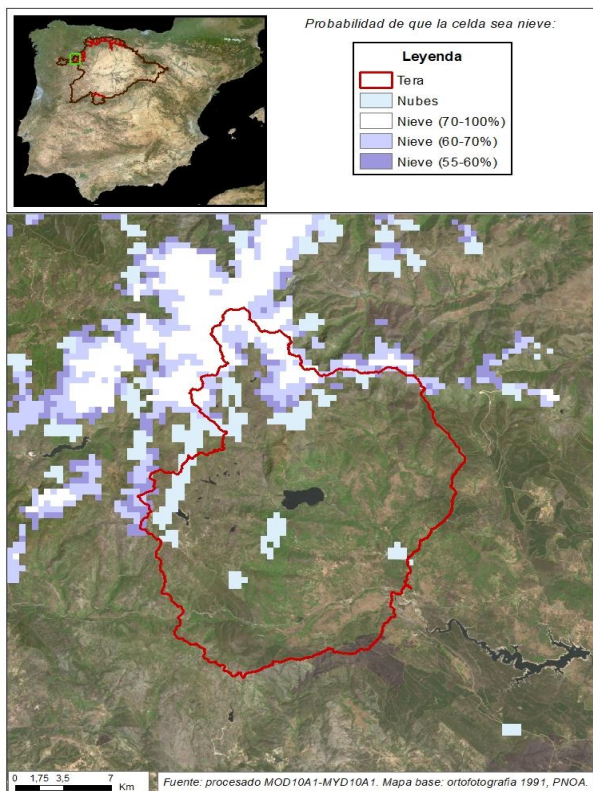 Probabilidad de que la celda sea nieve:
Leyenda
Tera
Nubes
Nieve (70-100%)
Nieve (60-70%)
Nieve (55-60%)
0 1,75 3,5 7
Km
Fuente: procesado MOD10A1-MYD10A1. Mapa base: ortofotografia 1991, PNOA.